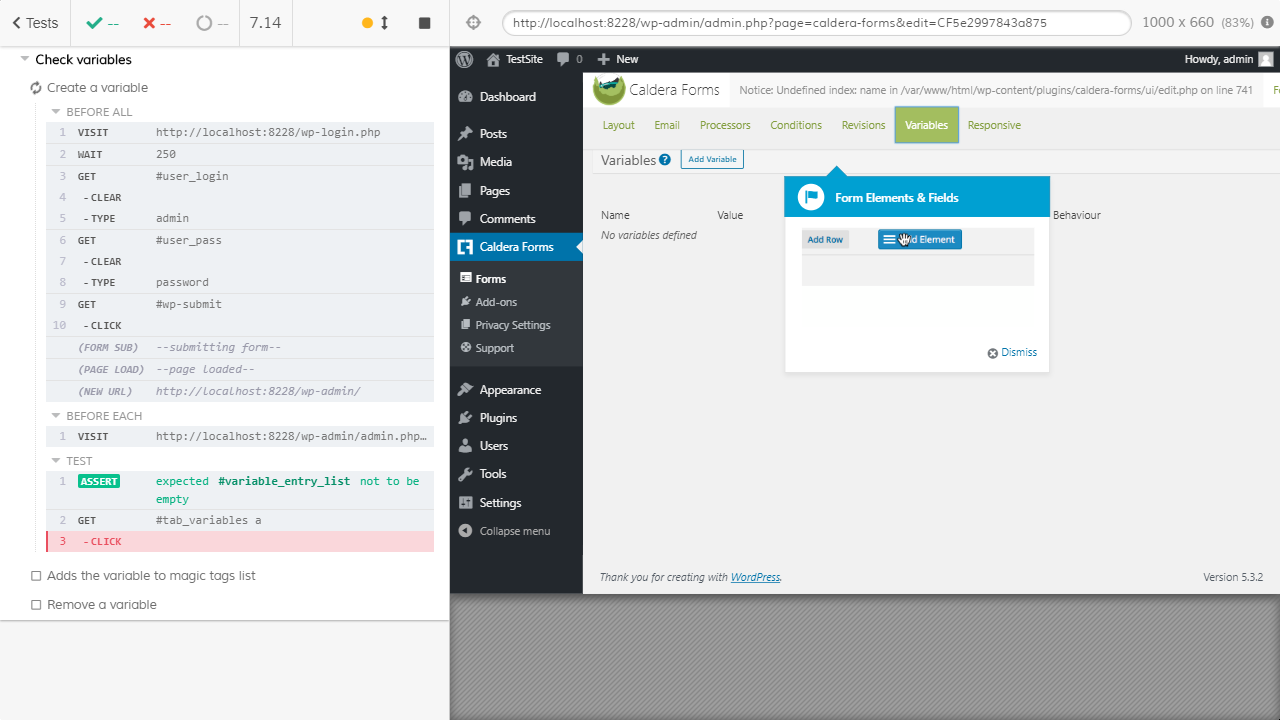 Tests
--
--
--
7.14
http://localhost:8228/wp-admin/admin.php?page=caldera-forms&edit=CF5e2997843a875
1000 x 660 (83%)
Check variables
Create a variable
BEFORE ALL
1 VISIT http://localhost:8228/wp-login.php
2 WAIT 250
3 GET #user_login
4 - CLEAR
5 - TYPE admin
6 GET #user_pass
7 - CLEAR
8 - TYPE password
9 GET #wp-submit
10 - CLICK
(FORM SUB) --submitting form--
(PAGE LOAD) --page loaded--
(NEW URL) http://localhost:8228/wp-admin/
BEFORE EACH
1 VISIT http://localhost:8228/wp-admin/admin.php…
TEST
1 ASSERT expected #variable_entry_list not to be
empty
2 GET #tab_variables a
3 - CLICK
Adds the variable to magic tags list
Remove a variable
TestSite 0 New Howdy, admin
Dashboard
Posts
Media
Pages
Comments
Caldera Forms
Forms
Add-ons
Privacy Settings
Support
Appearance
Plugins
Users
Tools
Settings
Collapse menu
Caldera Forms Notice: Undefined index: name in /var/www/html/wp-content/plugins/caldera-forms/ui/edit.php on line 741
Layout Email Processors Conditions Revisions Variables Responsive
Variables ? Add Variable
Name Value Behaviour
No variables defined
Form Elements & Fields
Add Row Element
Dismiss
Thank you for creating with WordPress. Version 5.3.2